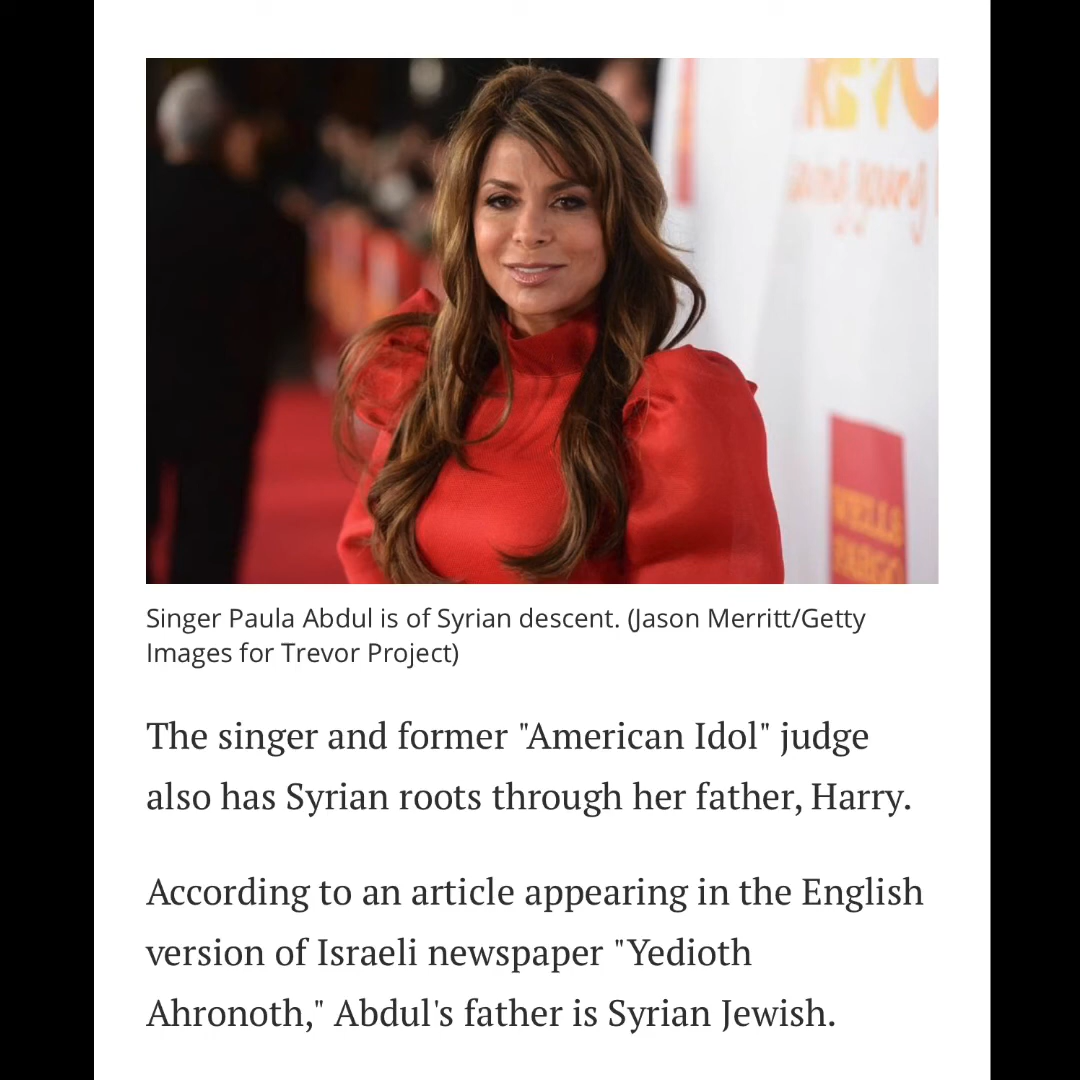 WELLS
FARGO
Singer Paula Abdul is of Syrian descent. (Jason Merritt/Getty
Images for Trevor Project)
The singer and former "American Idol" judge
also has Syrian roots through her father, Harry.
According to an article appearing in the English
version of Israeli newspaper "Yedioth
Ahronoth," Abdul's father is Syrian Jewish.